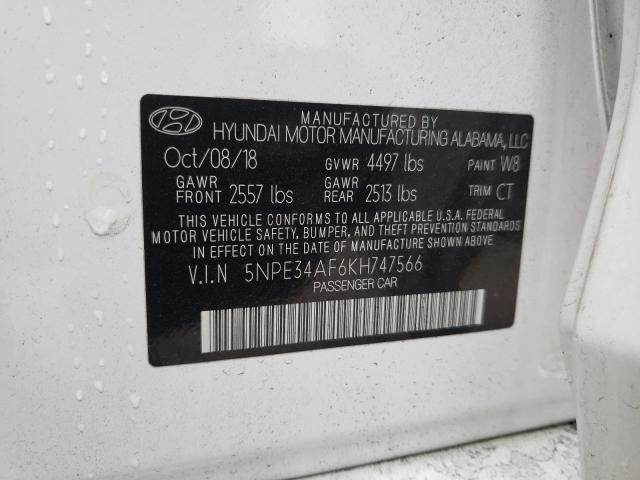 MANUFACTURED BY
HYUNDAI MOTOR MANUFACTURING ALABAMA, LLC
Oct/08/18 GVWR 4497 lbs PAINT W8
GAWR FRONT 2557 lbs GAWR REAR 2513 lbs TRIM CT
THIS VEHICLE CONFORMS TO ALL APPLICABLE U.S.A. FEDERAL
MOTOR VEHICLE SAFETY, BUMPER, AND THEFT PREVENTION STANDARDS
IN EFFECT ON THE DATE OF MANUFACTURE SHOWN ABOVE.
V.I.N 5NPE34AF6KH747566
PASSENGER CAR